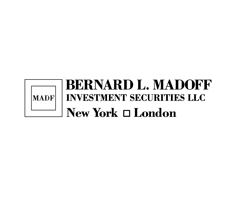 MADF
BERNARD L. MADOFF
INVESTMENT SECURITIES LLC
New York □ London